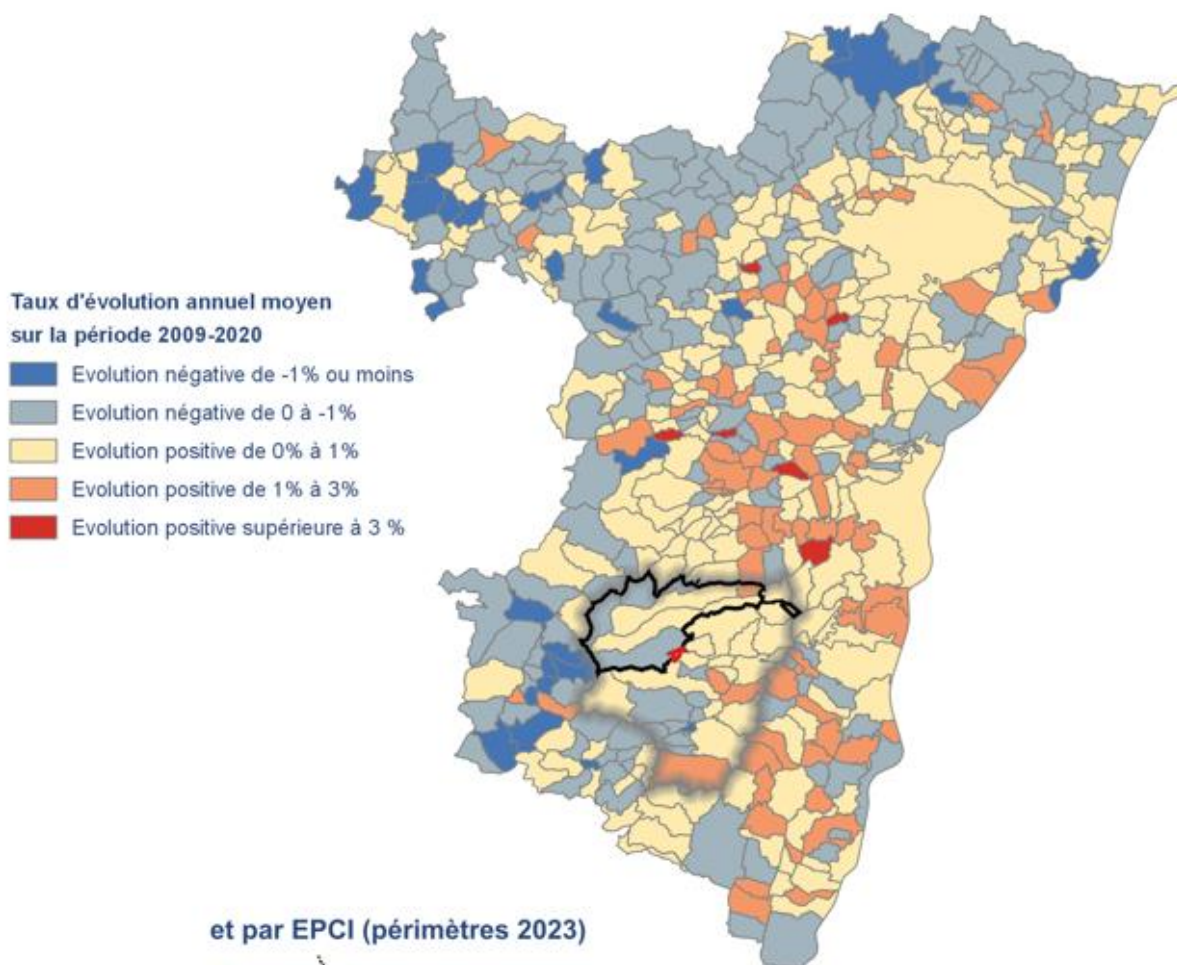 Taux d'évolution annuel moyen
sur la période 2009-2020
Evolution négative de -1% ou moins
Evolution négative de 0 à -1%
Evolution positive de 0% à 1%
Evolution positive de 1% à 3%
Evolution positive supérieure à 3 %
et par EPCI (périmètres 2023)